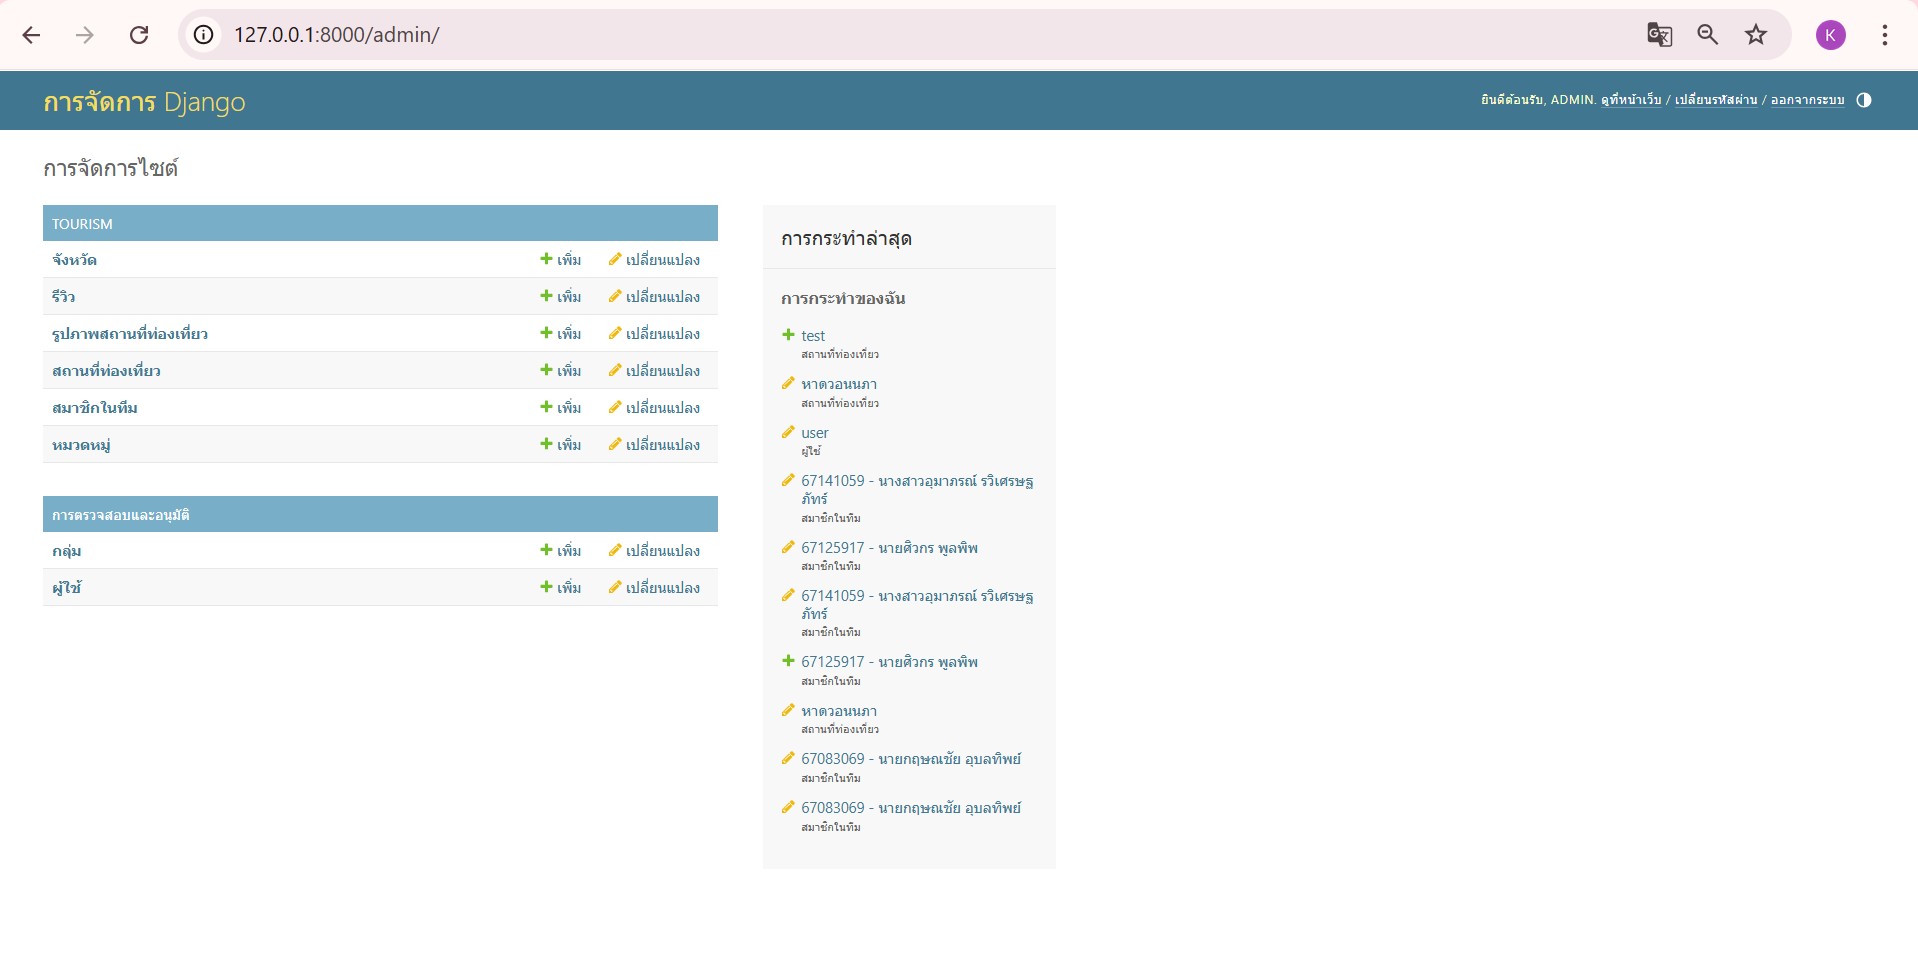 127.0.0.1:8000/admin/
K
การจัดการ Django
ยินดีต้อนรับ, ADMIN. ดูที่หน้าเว็บ / เปลี่ยนรหัสผ่าน / ออกจากระบบ
การจัดการไซต์
TOURISM
จังหวัด เพิ่ม เปลี่ยนแปลง
รีวิว เพิ่ม เปลี่ยนแปลง
รูปภาพสถานที่ท่องเที่ยว เพิ่ม เปลี่ยนแปลง
สถานที่ท่องเที่ยว เพิ่ม เปลี่ยนแปลง
สมาชิกในทีม เพิ่ม เปลี่ยนแปลง
หมวดหมู่ เพิ่ม เปลี่ยนแปลง
การตรวจสอบและอนุมัติ
กลุ่ม เพิ่ม เปลี่ยนแปลง
ผู้ใช้ เพิ่ม เปลี่ยนแปลง
การกระทำล่าสุด
การกระทำของฉัน
test
สถานที่ท่องเที่ยว
หาดวอนนภา
สถานที่ท่องเที่ยว
user
ผู้ใช้
67141059 - นางสาวอุมาภรณ์ รวิเศรษฐ
ภัทร์
สมาชิกในทีม
67125917 - นายศิวกร พูลพิพ
สมาชิกในทีม
67141059 - นางสาวอุมาภรณ์ รวิเศรษฐ
ภัทร์
สมาชิกในทีม
67125917 - นายศิวกร พูลพิพ
สมาชิกในทีม
หาดวอนนภา
สถานที่ท่องเที่ยว
67083069 - นายกฤษณชัย อุบลทิพย์
สมาชิกในทีม
67083069 - นายกฤษณชัย อุบลทิพย์
สมาชิกในทีม